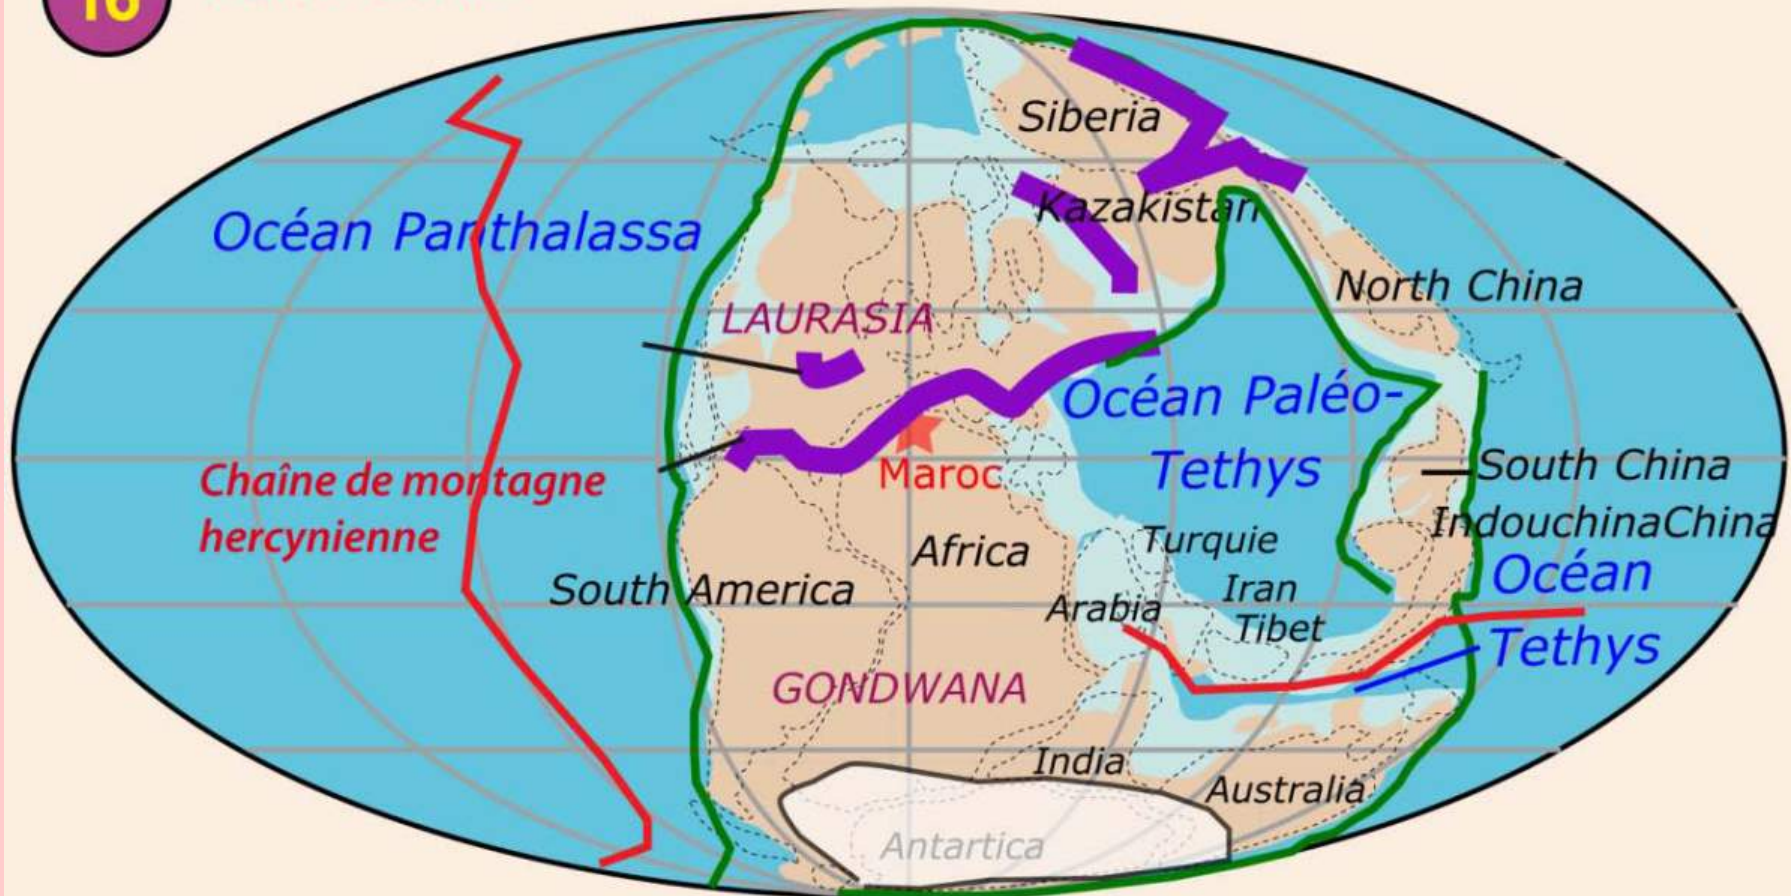 16
Siberia
Kazakistan
Océan Panthalassa
North China
LAURASIA
Océan Paléo-
Tethys
Maroc
Chaîne de montagne
hercynienne
South China
IndouchinaChina
Turquie
Africa
Océan
Tethys
South America
Iran
Arabia
Tibet
GONDWANA
India
Australia
Antartica